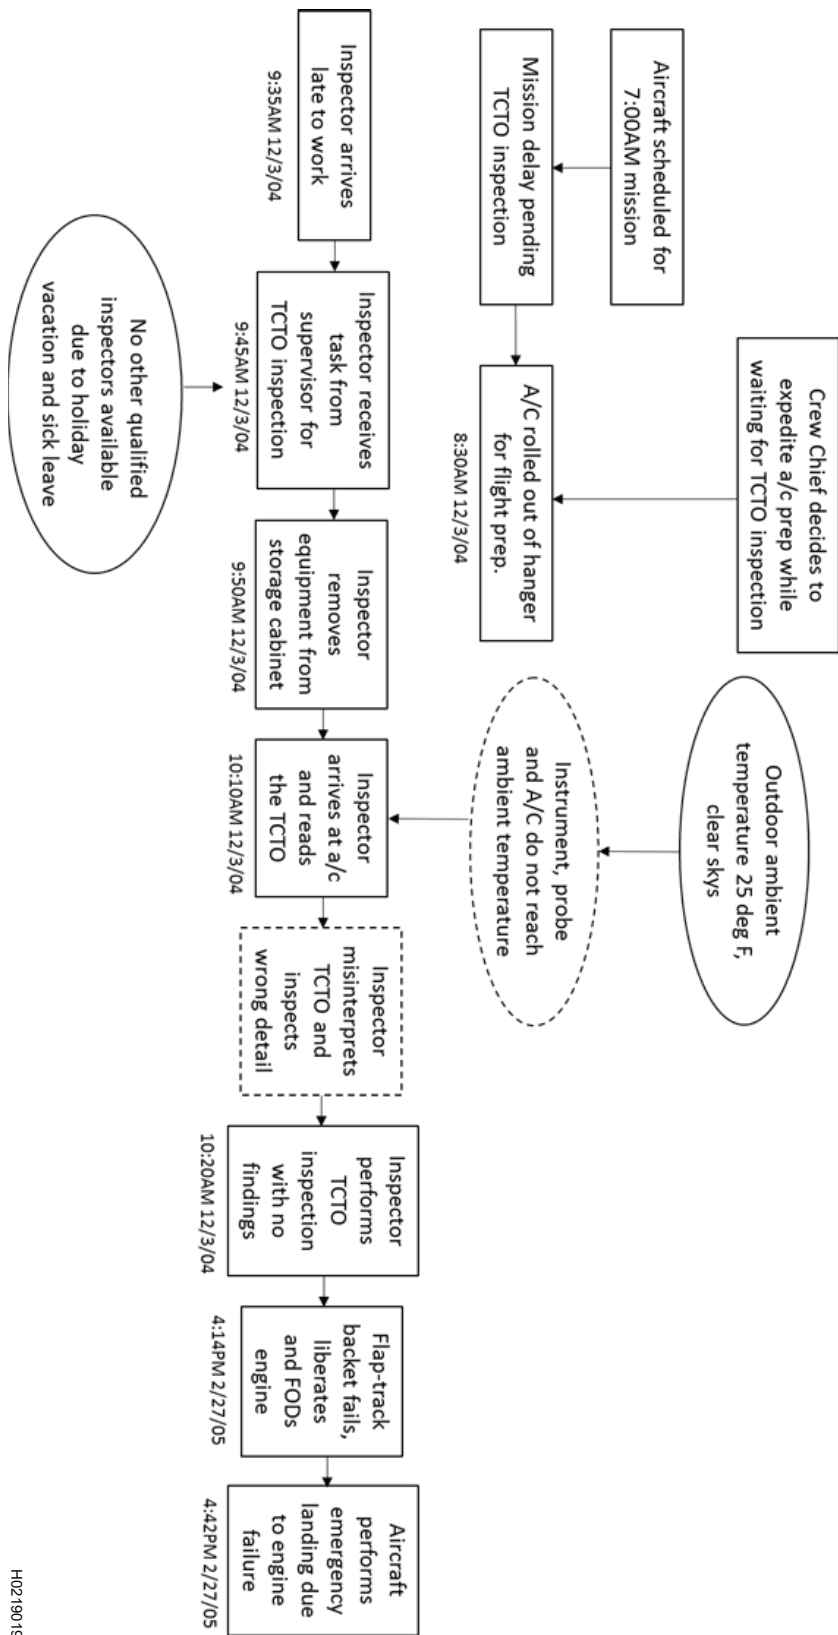 Crew Chief decides to
expedite a/c prep while
waiting for TCTO inspection
Outdoor ambient
temperature 25 deg F,
clear skys
Aircraft scheduled for
7:00AM mission
Mission delay pending
TCTO inspection
A/C rolled out of hanger
for flight prep.
8:30AM 12/3/04
Instrument, probe
and A/C do not reach
ambient temperature
Inspector arrives
late to work
9:35AM 12/3/04
Inspector receives
task from
supervisor for
TCTO inspection
9:45AM 12/3/04
Inspector
removes
equipment from
storage cabinet
9:50AM 12/3/04
Inspector
arrives at a/c
and reads
the TCTO
10:10AM 12/3/04
Inspector
misinterprets
TCTO and
inspects
wrong detail
Inspector
performs
TCTO
inspection
with no
findings
10:20AM 12/3/04
Flap-track
backet fails,
liberates
and FODs
engine
4:14PM 2/27/05
Aircraft
performs
emergency
landing due
to engine
failure
4:42PM 2/27/05
No other qualified
inspectors available
due to holiday
vacation and sick leave
H0219019